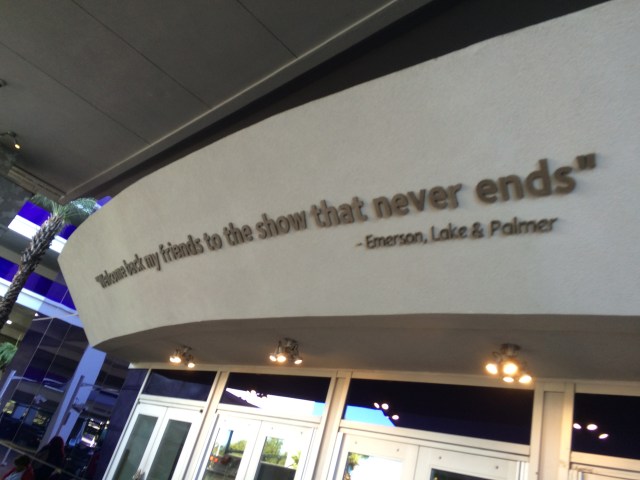 "Welcome back my friends to the show that never ends"
- Emerson, Lake & Palmer